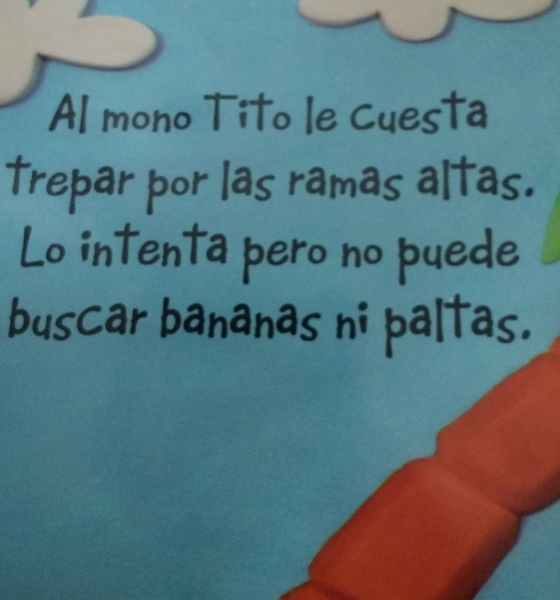 Al mono Tito le cuesta
trepar por las ramas altas.
Lo intenta pero no puede
buscar bananas ni paltas.